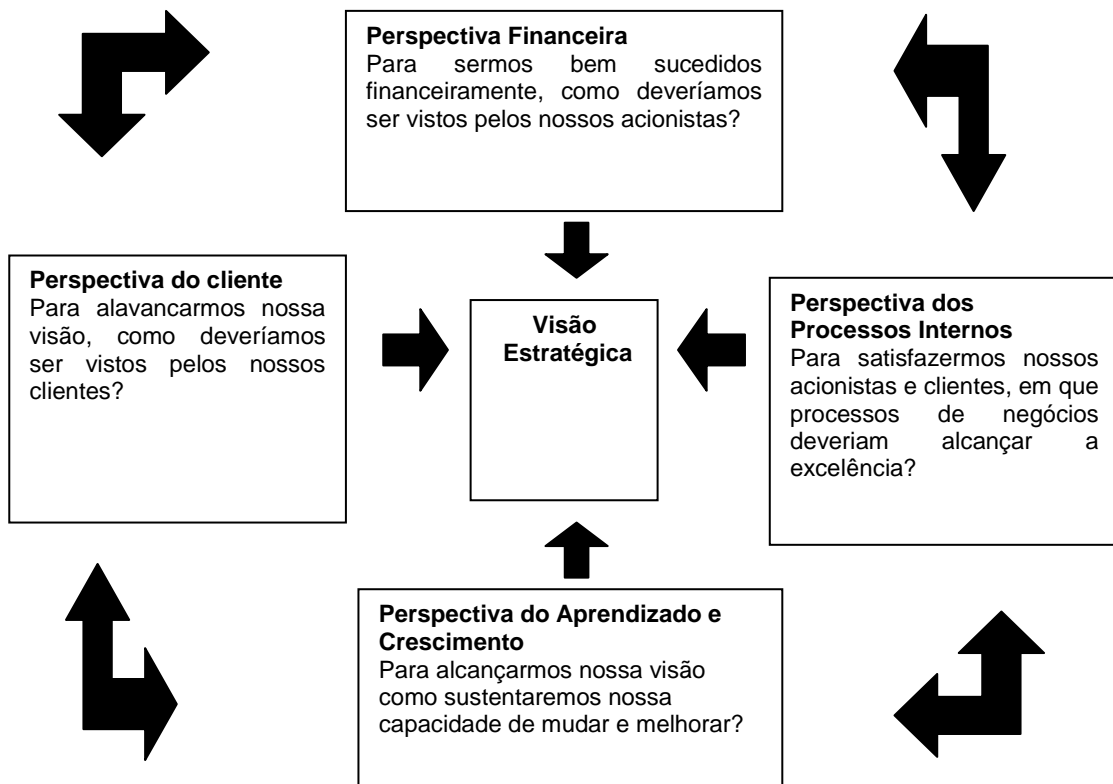 Perspectiva Financeira
Para sermos bem sucedidos
financeiramente, como deveríamos
ser vistos pelos nossos acionistas?
Perspectiva do cliente
Para alavancarmos nossa
visão, como deveríamos
ser vistos pelos nossos
clientes?
Visão
Estratégica
Perspectiva dos
Processos Internos
Para satisfazermos nossos
acionistas e clientes, em que
processos de negócios
deveriam alcançar a
excelência?
Perspectiva do Aprendizado e
Crescimento
Para alcançarmos nossa visão
como sustentaremos nossa
capacidade de mudar e melhorar?